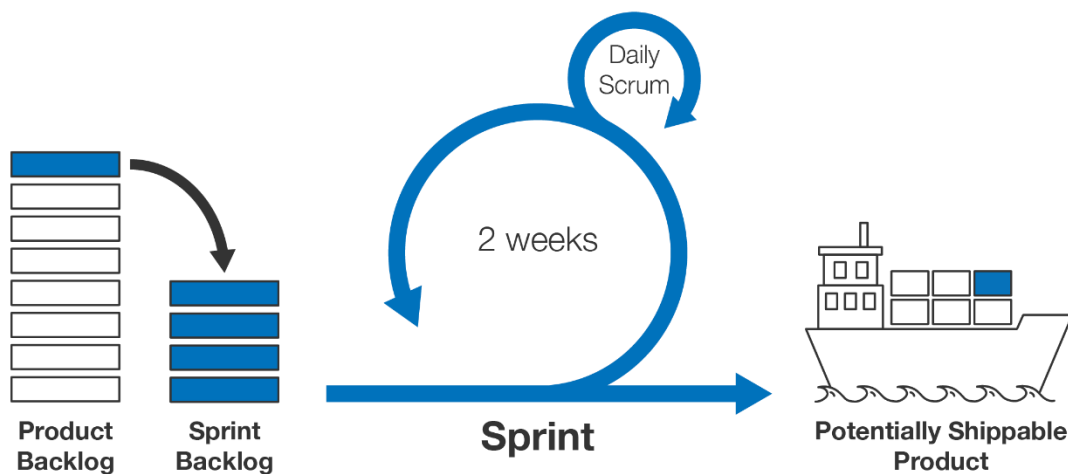 Daily
Scrum
2 weeks
Product
Backlog
Sprint
Backlog
Sprint
Potentially Shippable
Product